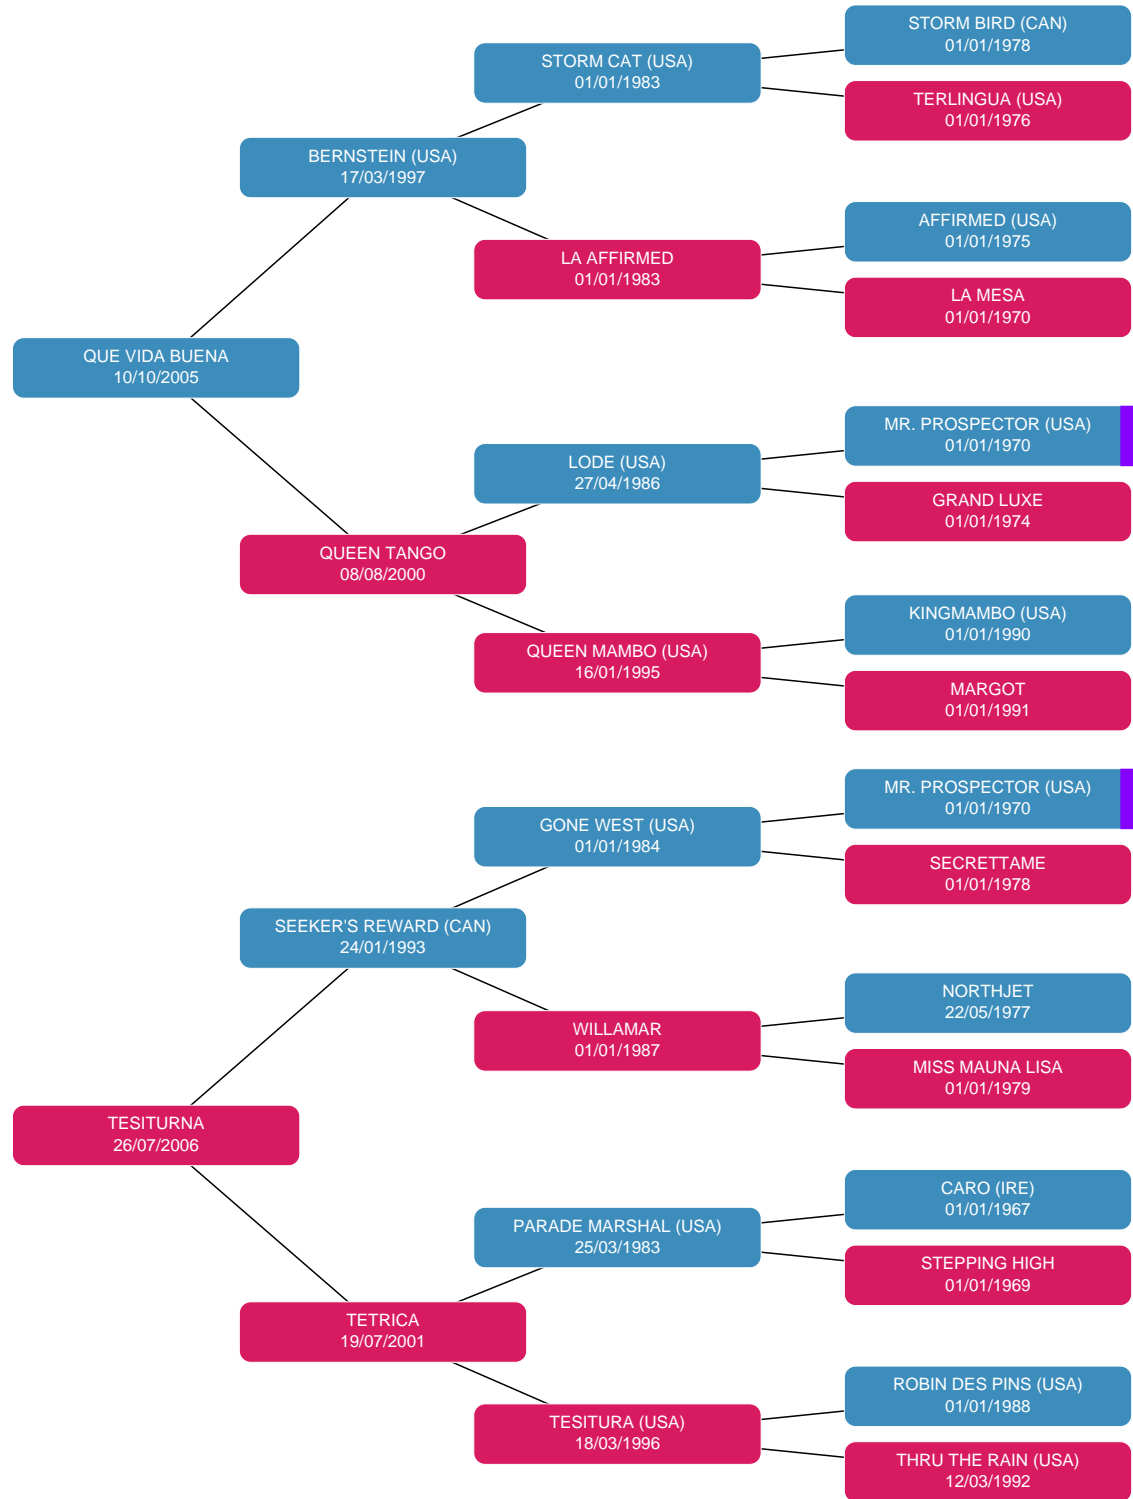 STORM BIRD (CAN)
01/01/1978
STORM CAT (USA)
01/01/1983
TERLINGUA (USA)
01/01/1976
BERNSTEIN (USA)
17/03/1997
AFFIRMED (USA)
01/01/1975
LA AFFIRMED
01/01/1983
LA MESA
01/01/1970
QUE VIDA BUENA
10/10/2005
MR. PROSPECTOR (USA)
01/01/1970
LODE (USA)
27/04/1986
GRAND LUXE
01/01/1974
QUEEN TANGO
08/08/2000
KINGMAMBO (USA)
01/01/1990
QUEEN MAMBO (USA)
16/01/1995
MARGOT
01/01/1991
MR. PROSPECTOR (USA)
01/01/1970
GONE WEST (USA)
01/01/1984
SECRETTAME
01/01/1978
SEEKER'S REWARD (CAN)
24/01/1993
NORTHJET
22/05/1977
WILLAMAR
01/01/1987
MISS MAUNA LISA
01/01/1979
TESITURNA
26/07/2006
CARO (IRE)
01/01/1967
PARADE MARSHAL (USA)
25/03/1983
STEPPING HIGH
01/01/1969
TETRICA
19/07/2001
ROBIN DES PINS (USA)
01/01/1988
TESITURA (USA)
18/03/1996
THRU THE RAIN (USA)
12/03/1992